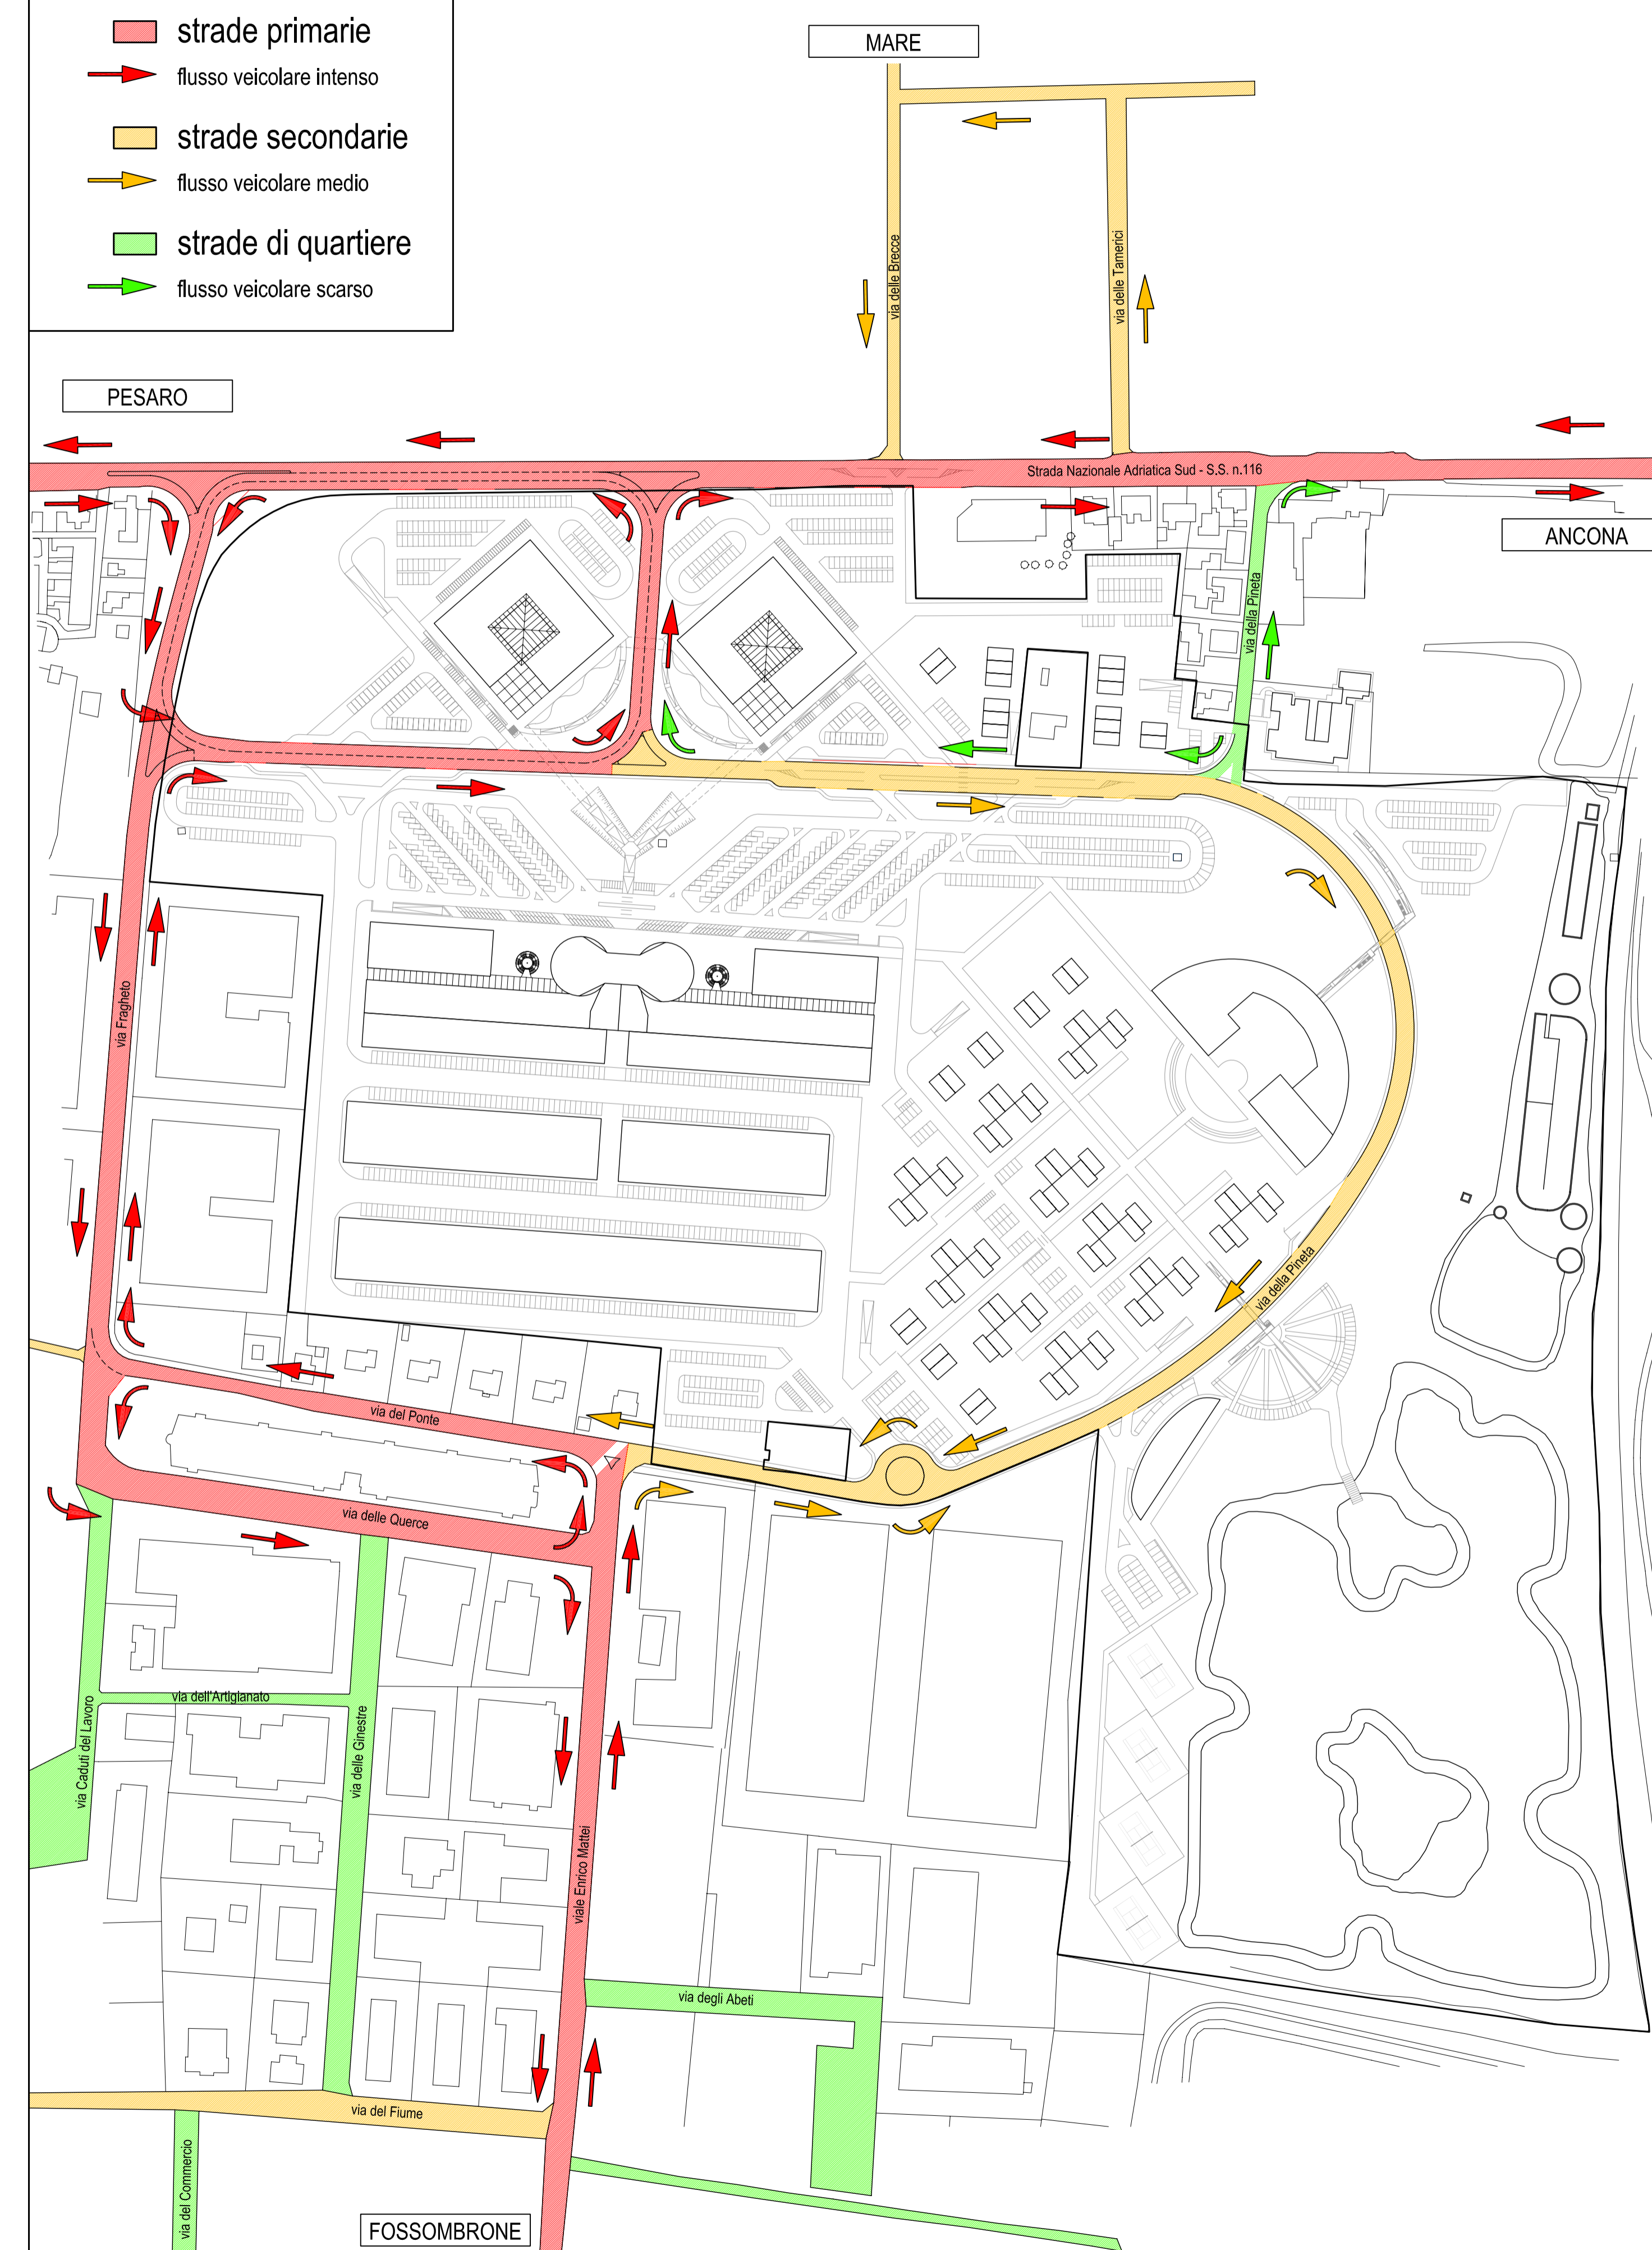 strade primarie
flusso veicolare intenso
strade secondarie
flusso veicolare medio
strade di quartiere
flusso veicolare scarso
MARE
via delle Brecce
via delle Tamerici
PESARO
Strada Nazionale Adriatica Sud - S.S. n.116
ANCONA
via della Pineta
via Fragheto
via della Pineta
via del Ponte
via delle Querce
via dell'Artigianato
via Caduti del Lavoro
via delle Ginestre
viale Enrico Mattei
via degli Abeti
via del Fiume
via del Commercio
FOSSOMBRONE